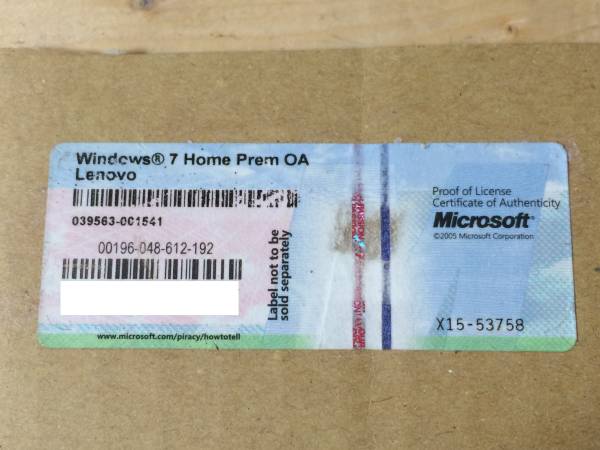 Windows® 7 Home Prem OA
Lenovo
039563-001541
00196-048-612-192
Label not to be
sold separately
www.microsoft.com/piracy/howtotell
Proof of License
Certificate of Authenticity
Microsoft®
©2005 Microsoft Corporation
X15-53758